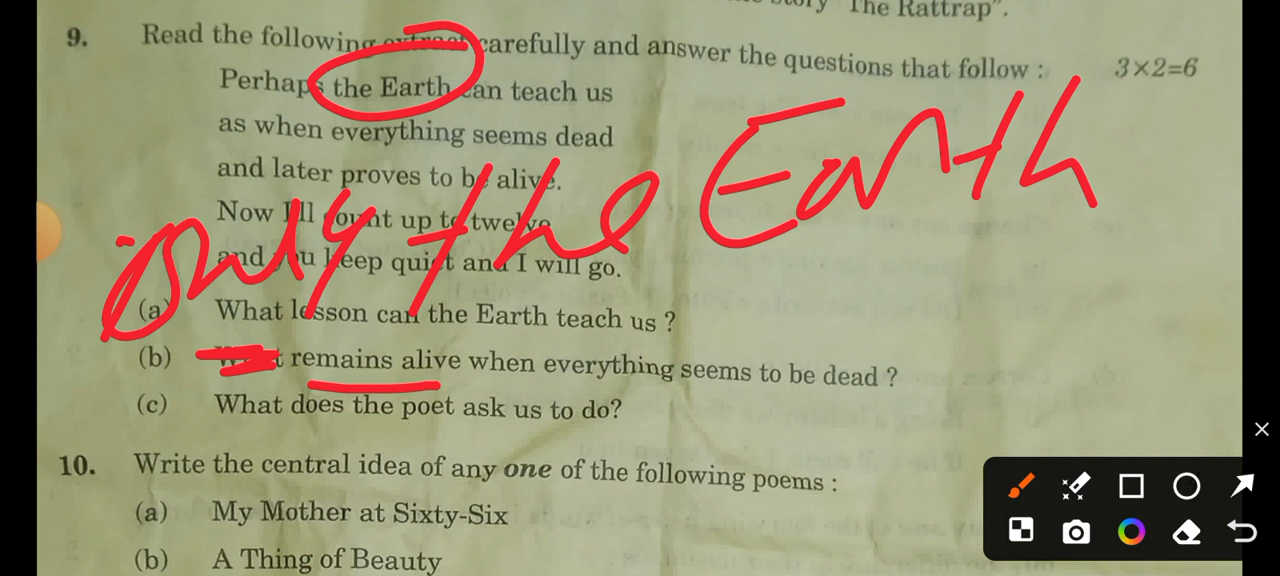 story "The Rattrap".
9. Read the following extract carefully and answer the questions that follow : 3×2=6
Perhaps the Earth can teach us
as when everything seems dead
and later proves to be alive.
Now I'll count up to twelve
and you keep quiet and I will go.
only the Earth
(a) What lesson can the Earth teach us ?
(b) What remains alive when everything seems to be dead ?
(c) What does the poet ask us to do?
10. Write the central idea of any one of the following poems :
(a) My Mother at Sixty-Six
(b) A Thing of Beauty